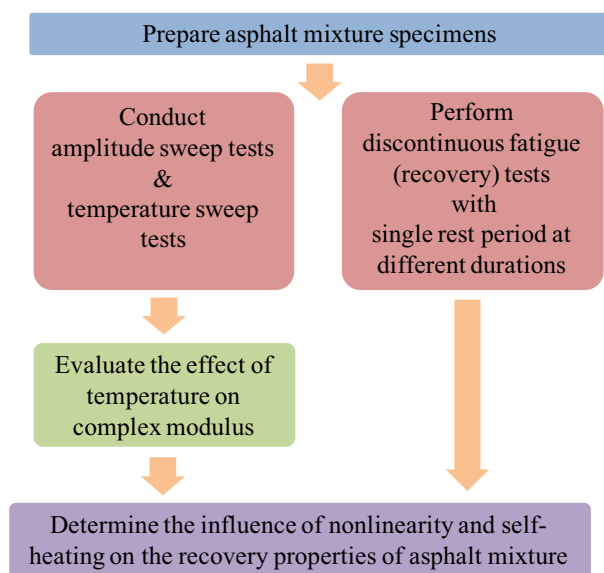 Prepare asphalt mixture specimens
Conduct
amplitude sweep tests
&
temperature sweep
tests
Perform
discontinuous fatigue
(recovery) tests
with
single rest period at
different durations
Evaluate the effect of
temperature on
complex modulus
Determine the influence of nonlinearity and self-
heating on the recovery properties of asphalt mixture